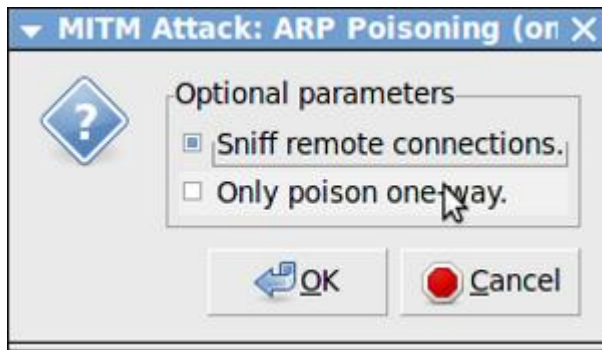 MITM Attack: ARP Poisoning (on
Optional parameters
Sniff remote connections.
Only poison one-way.
OK
Cancel